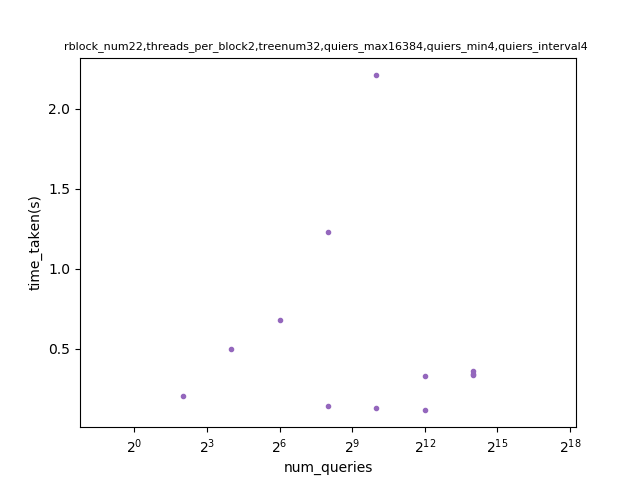 rblock_num22,threads_per_block2,treenum32,quiers_max16384,quiers_min4,quiers_interval4
2.0
1.5
1.0
0.5
time_taken(s)
2^0 2^3 2^6 2^9 2^12 2^15 2^18
num_queries